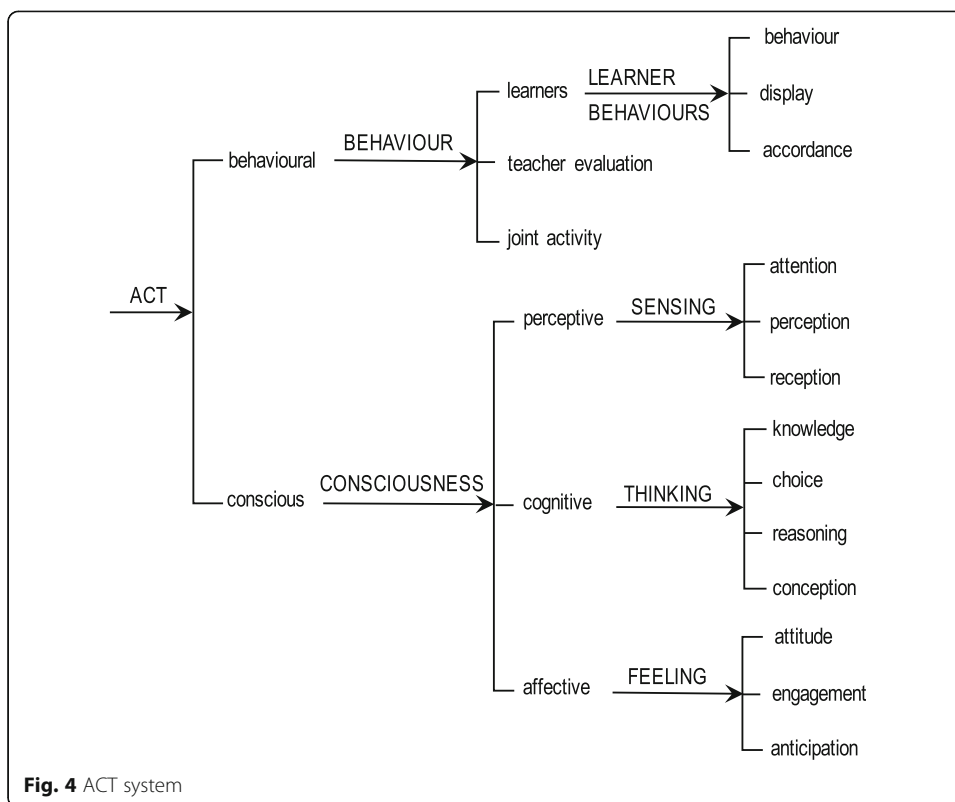 behaviour
learners
LEARNER
BEHAVIOURS
display
BEHAVIOUR
accordance
behavioural
teacher evaluation
joint activity
ACT
attention
perceptive
SENSING
perception
reception
knowledge
conscious
CONSCIOUSNESS
cognitive
THINKING
choice
reasoning
conception
attitude
affective
FEELING
engagement
anticipation
Fig. 4 ACT system